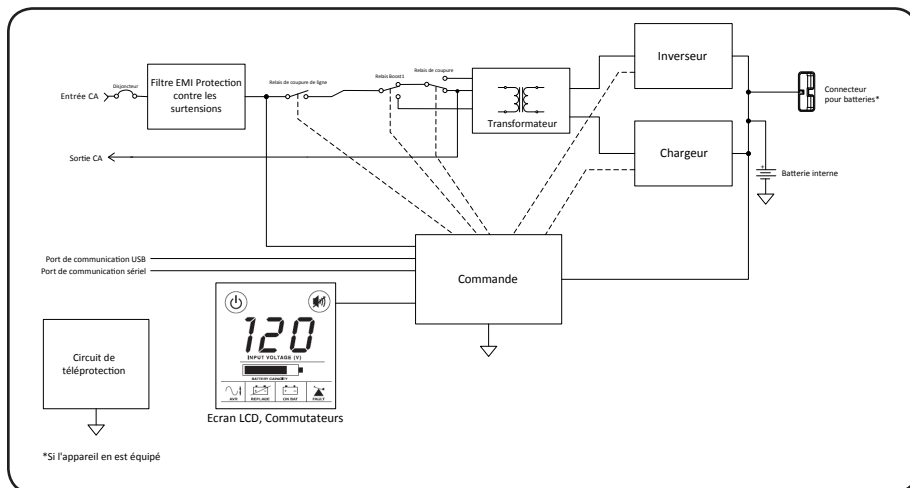 Entrée CA
Disjoncteur
Filtre EMI Protection
contre les
surtensions
Relais de coupure de ligne
Relais Boost1
Relais de coupure
Transformateur
Inverseur
Connecteur
pour batteries*
Chargeur
+
Batterie interne
Sortie CA
Port de communication USB
Port de communication sériel
Commande
120
INPUT VOLTAGE (V)
BATTERY CAPACITY
AVR
REPLACE
ON BAT
FAULT
Ecran LCD, Commutateurs
Circuit de
téléprotection
*Si l'appareil en est équipé